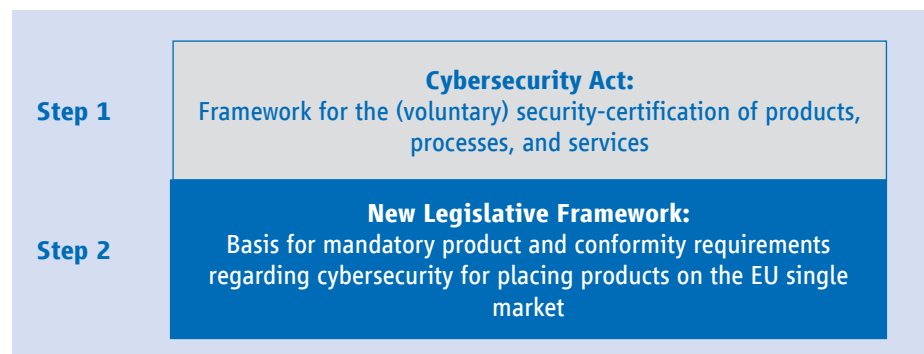 Step 1
Cybersecurity Act:
Framework for the (voluntary) security-certification of products,
processes, and services
Step 2
New Legislative Framework:
Basis for mandatory product and conformity requirements
regarding cybersecurity for placing products on the EU single
market